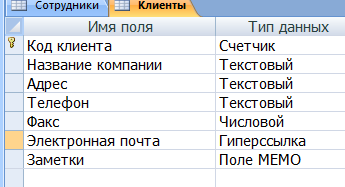 Сотрудники Клиенты
Имя поля Тип данных
Код клиента Счетчик
Название компании Текстовый
Адрес Текстовый
Телефон Текстовый
Факс Числовой
Электронная почта Гиперссылка
Заметки Поле МЕМО